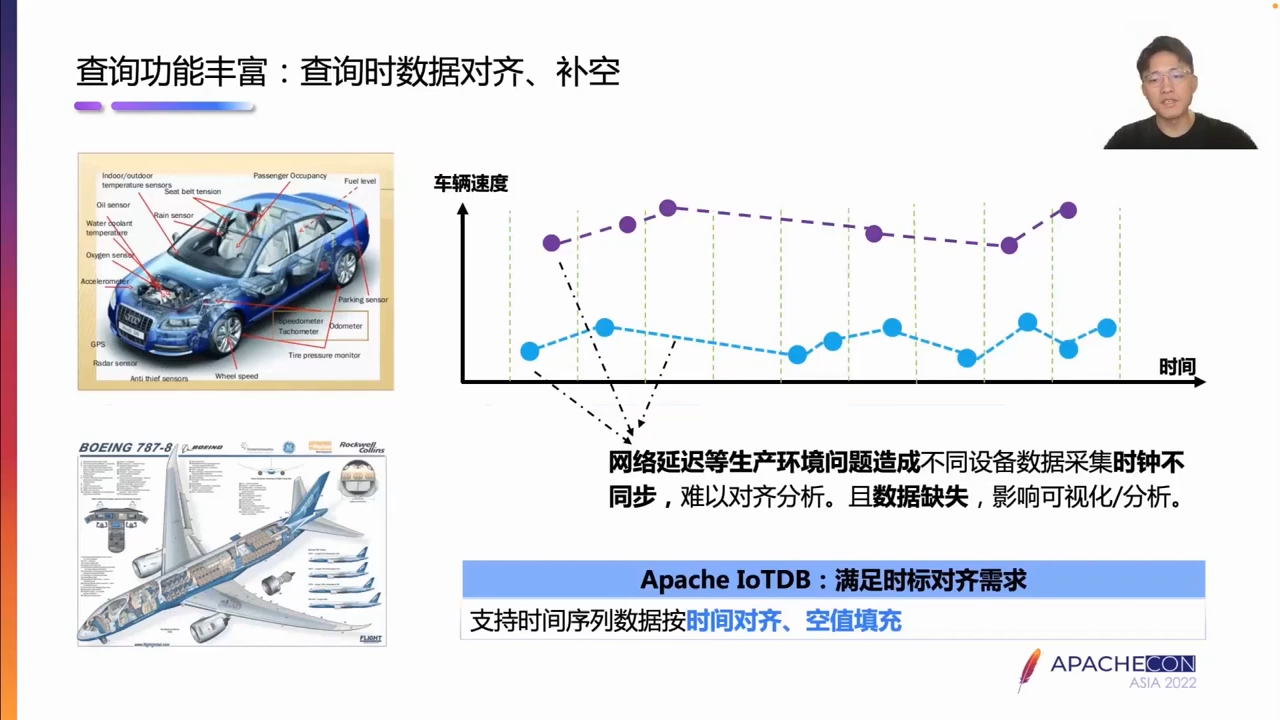 查询功能丰富：查询时数据对齐、补空
Indoor/outdoor
temperature sensors
Seat belt tension
Passenger Occupancy
Fuel level
Oil sensor
Rain sensor
Water coolant
temperature
Oxygen sensor
Accelerometer
Parking sensor
Speedometer
Tachometer
Odometer
GPS
Tire pressure monitor
Radar sensor
Anti thief sensors
Wheel speed
车辆速度
时间
BOEING 787-8
BOEING
Rockwell
Collins
FLIGHT
网络延迟等生产环境问题造成不同设备数据采集时钟不
同步，难以对齐分析。且数据缺失，影响可视化/分析。
Apache IoTDB：满足时标对齐需求
支持时间序列数据按时间对齐、空值填充
APACHECON
ASIA 2022